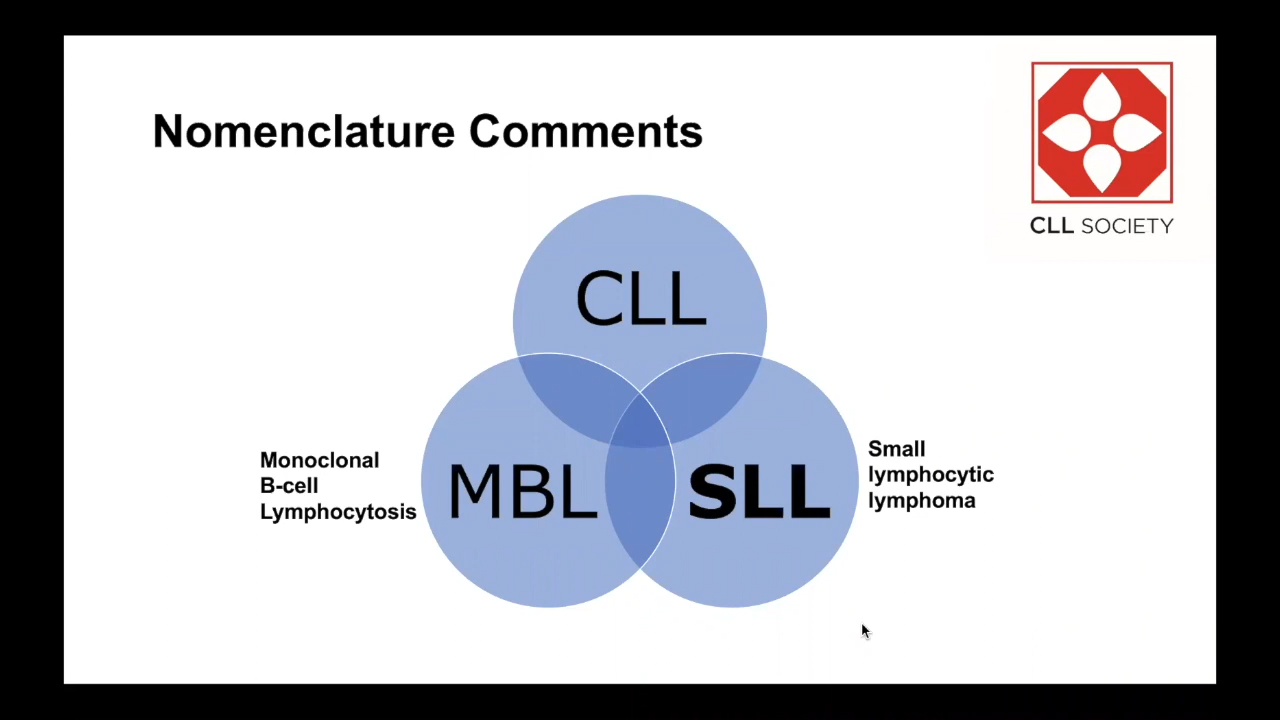 Nomenclature Comments
CLL SOCIETY
CLL
Monoclonal
B-cell
Lymphocytosis
MBL
SLL
Small
lymphocytic
lymphoma